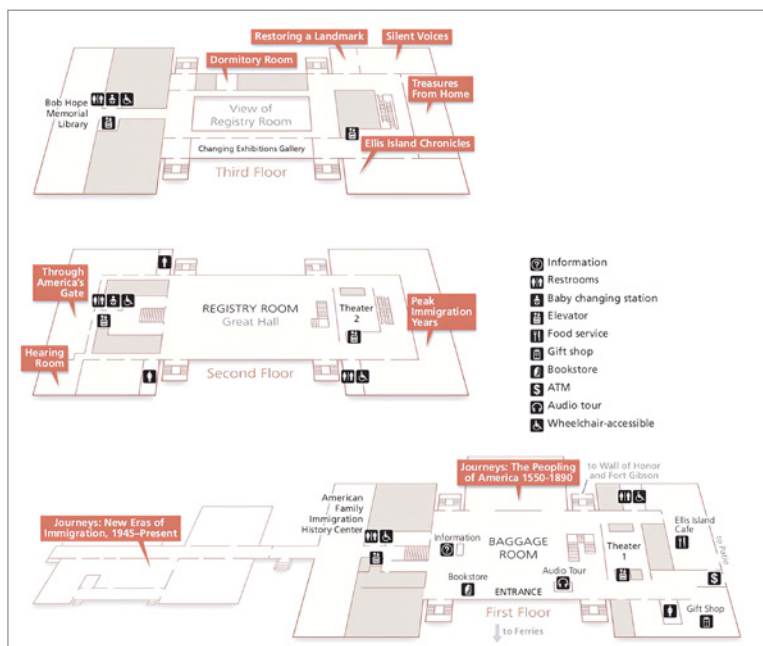 Restoring a Landmark
Silent Voices
Dormitory Room
Treasures
From Home
Bob Hope
Memorial
Library
View of
Registry Room
Changing Exhibitions Gallery
Ellis Island Chronicles
Third Floor
Through
America's
Gate
REGISTRY ROOM
Great Hall
Theater
2
Peak
Immigration
Years
Hearing
Room
Second Floor
? Information
Restrooms
Baby changing station
Elevator
Food service
Gift shop
Bookstore
$ ATM
Audio tour
Wheelchair-accessible
Journeys: The Peopling
of America 1550-1890
to Wall of Honor
and Fort Gibson
American
Family
Immigration
History Center
Journeys: New Eras of
Immigration, 1945–Present
Information
?
BAGGAGE
ROOM
Theater
1
Ellis Island
Cafe
to Patio
$
Bookstore
Audio Tour
ENTRANCE
Gift Shop
First Floor
to Ferries